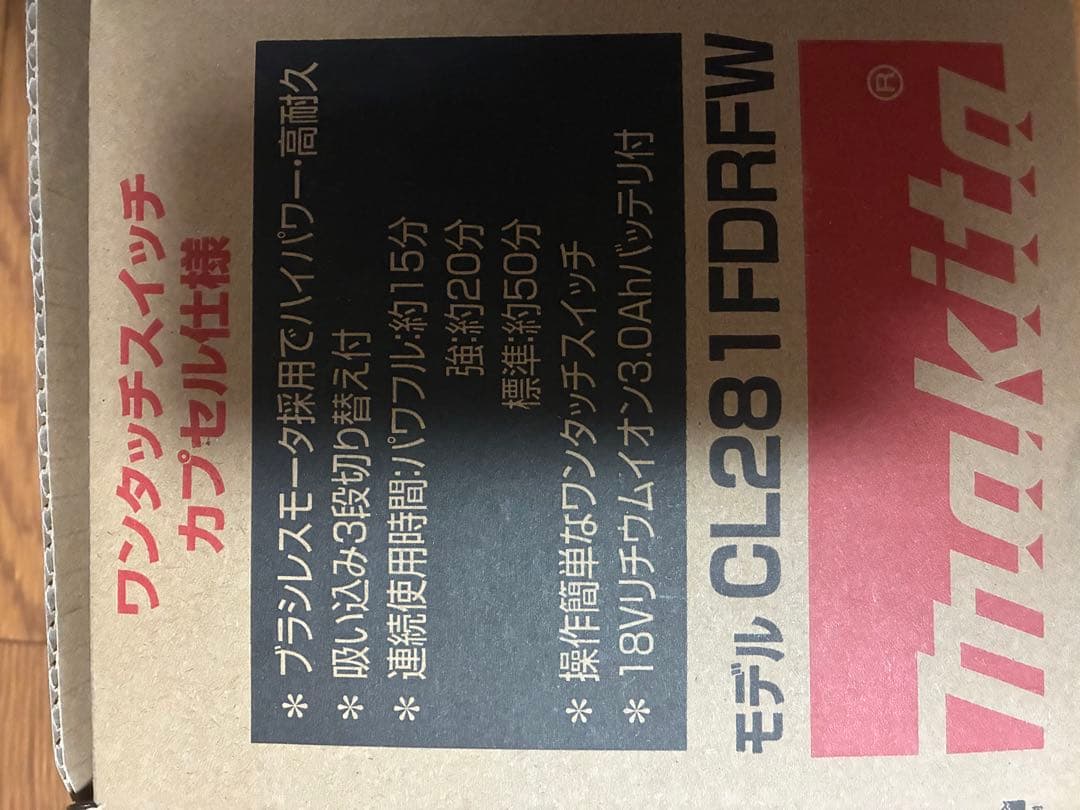 ワンタッチスイッチ
カプセル仕様
* ブラシレスモータ採用でハイパワー・高耐久
* 吸い込み3段切り替え付
* 連続使用時間:パワフル:約15分
強:約20分
標準:約50分
* 操作簡単なワンタッチスイッチ
* 18Vリチウムイオン3.0Ahバッテリ付
モデル CL281FDRFW
makita®